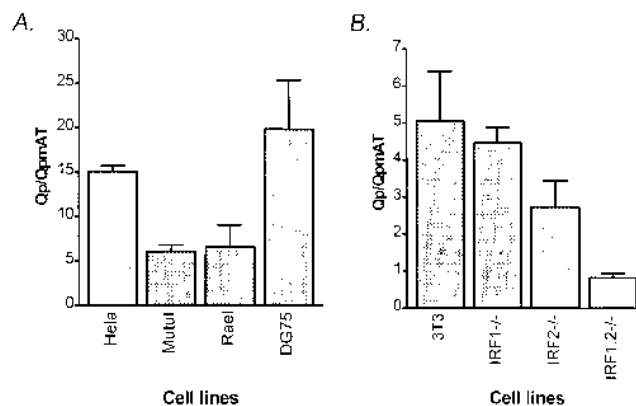 A.
Qp/QpmAT
30
25
20
15
10
5
0
Hela
Mutul
Rael
DG75
Cell lines
B.
Qp/QpmAT
7
6
5
4
3
2
1
0
3T3
IRF1-/-
IRF2-/-
IRF1.2-/-
Cell lines